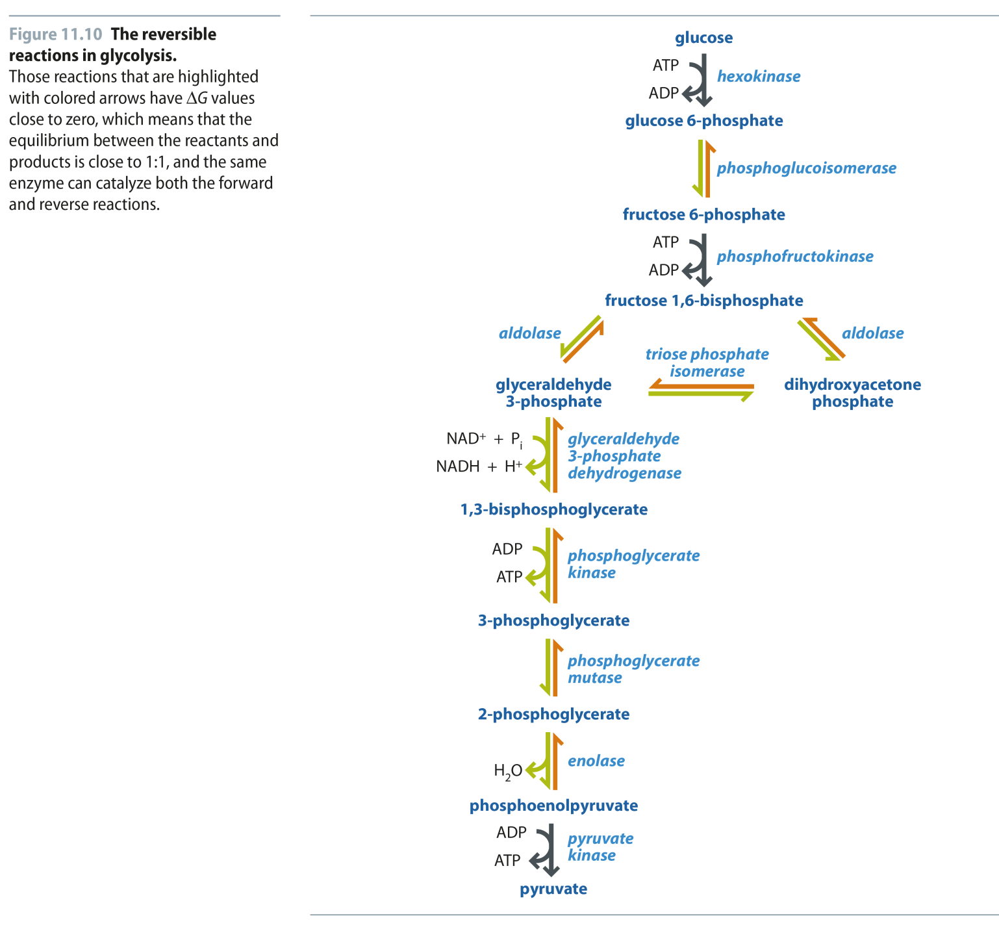 Figure 11.10 The reversible
reactions in glycolysis.
Those reactions that are highlighted
with colored arrows have ΔG values
close to zero, which means that the
equilibrium between the reactants and
products is close to 1:1, and the same
enzyme can catalyze both the forward
and reverse reactions.
glucose
ATP
hexokinase
ADP
glucose 6-phosphate
phosphoglucoisomerase
fructose 6-phosphate
ATP
phosphofructokinase
ADP
fructose 1,6-bisphosphate
aldolase
aldolase
triose phosphate
isomerase
glyceraldehyde
3-phosphate
dihydroxyacetone
phosphate
NAD⁺ + Pᵢ
NADH + H⁺
glyceraldehyde
3-phosphate
dehydrogenase
1,3-bisphosphoglycerate
ADP
ATP
phosphoglycerate
kinase
3-phosphoglycerate
phosphoglycerate
mutase
2-phosphoglycerate
H₂O
enolase
phosphoenolpyruvate
ADP
ATP
pyruvate
kinase
pyruvate